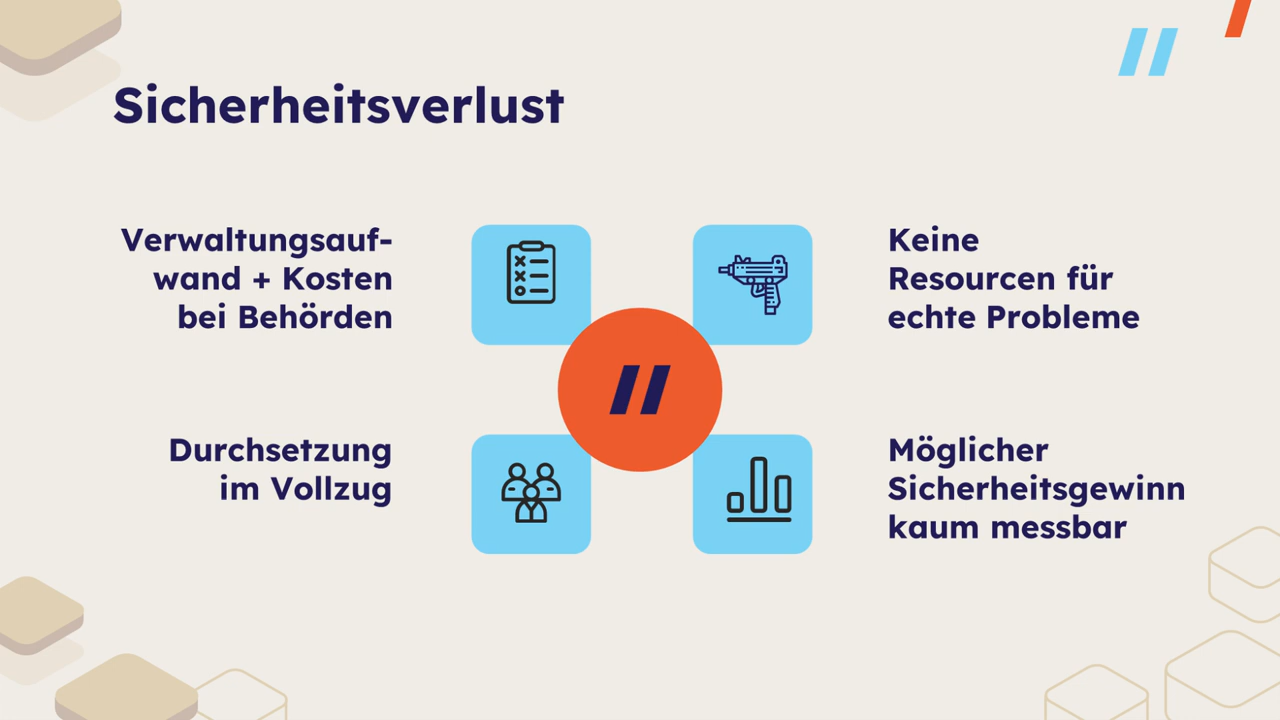 Sicherheitsverlust
Verwaltungsauf-
wand + Kosten
bei Behörden
Keine
Resourcen für
echte Probleme
Durchsetzung
im Vollzug
Möglicher
Sicherheitsgewinn
kaum messbar